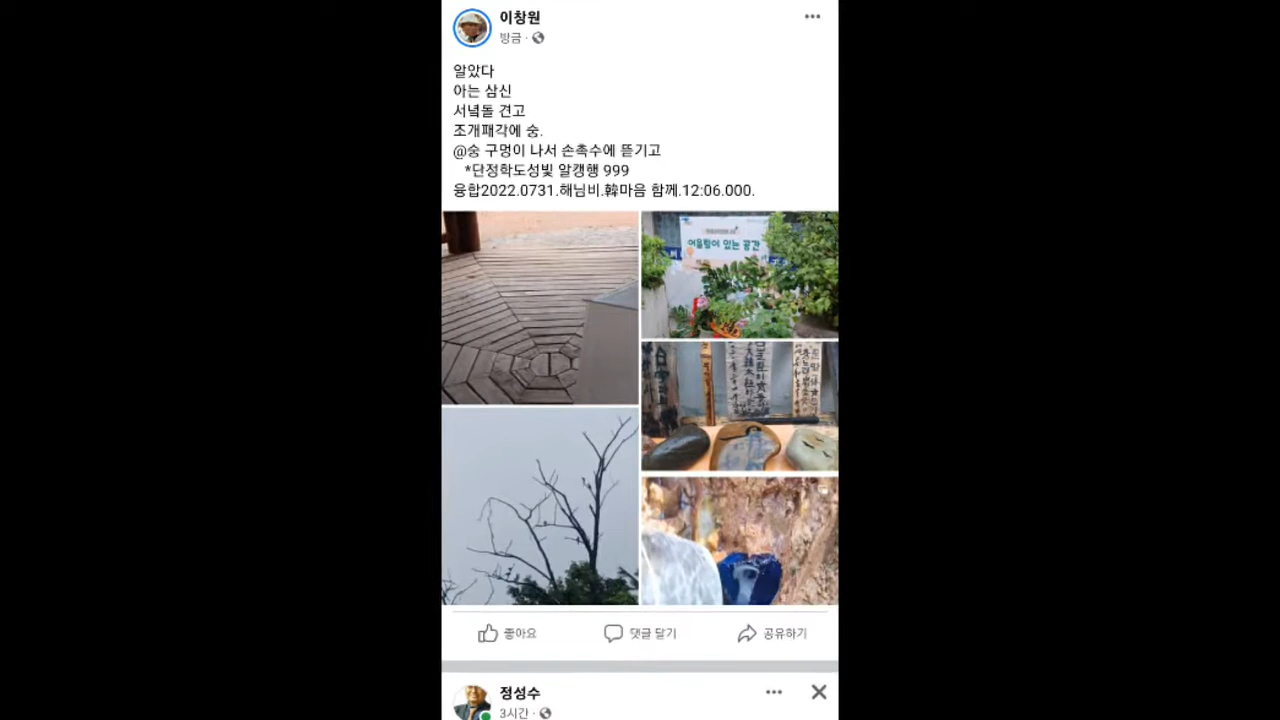 이창원
방금 ·
알았다
아는 삼신
서녘돌 견고
조개패각에 숭.
@숭 구멍이 나서 손촉수에 뜯기고
*단정학도성빛 알캥행 999
융합2022.0731.해님비.韓마음 함께.12:06.000.
어울림이 있는 공간
좋아요
댓글 달기
공유하기
정성수
3시간 ·